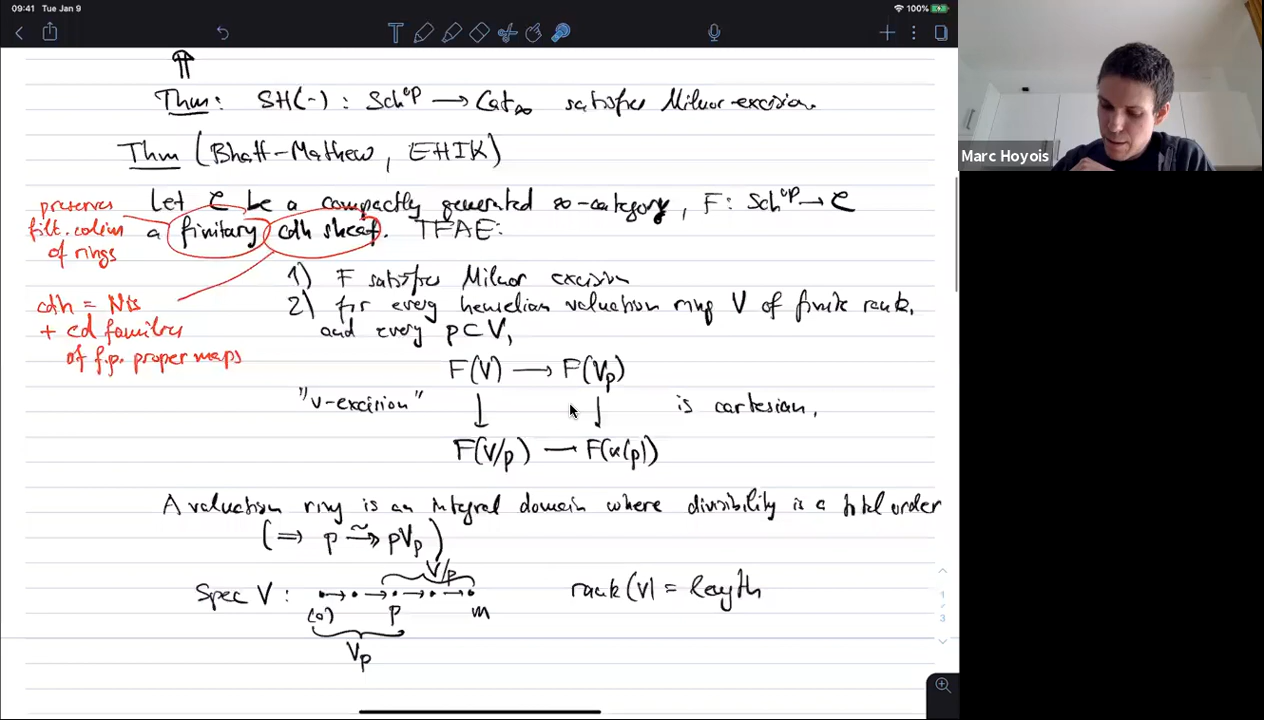 09:41 Tue Jan 9
100%
Thm: SH(-) : Sch^op → Cat_∞ satisfies Milnor excision.
Thm (Bhatt-Mathew, EHIK)
Let C be a compactly generated ∞-category, F: Sch^op → C
a finitary cdh sheaf. TFAE:
preserves
filt. colim
of rings
cdh = Nis
+ cd families
of f.p. proper maps
1) F satisfies Milnor excision
2) for every henselian valuation ring V of finite rank,
and every p⊂V,
F(V) → F(V_p)
"v-excision" ↓ ↓ is cartesian,
F(V/p) → F(κ(p))
A valuation ring is an integral domain where divisibility is a total order
(⇒ p ↠~ pV_p)
V/p
Spec V : • → • → • → • → • rank(V) = length
(0) p m
V_p
Marc Hoyois
1
/
3